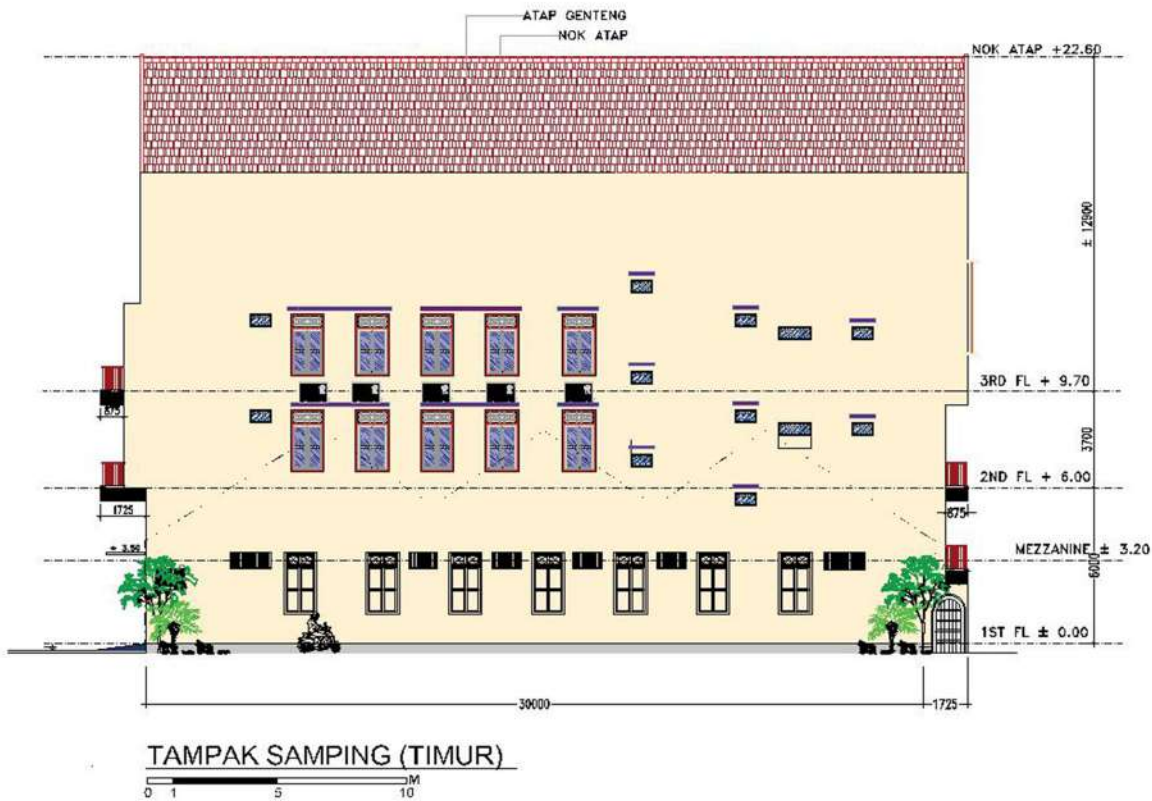 ATAP GENTENG
NOK ATAP
NOK ATAP +22.60
± 12900
3RD FL + 9.70
675
3700
2ND FL + 6.00
1725
675
± 3.50
MEZZANINE ± 3.20
6000
1ST FL ± 0.00
30000
1725
TAMPAK SAMPING (TIMUR)
M
0 1 5 10